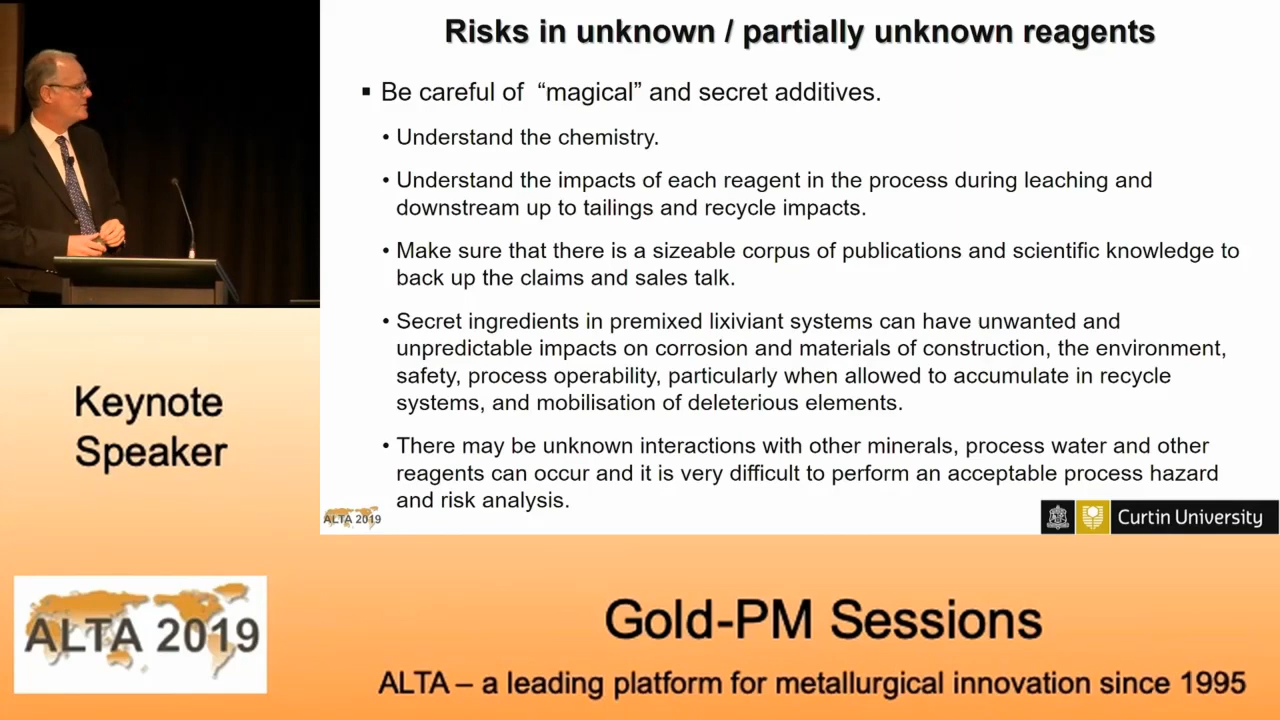 Risks in unknown / partially unknown reagents
▪ Be careful of “magical” and secret additives.
• Understand the chemistry.
• Understand the impacts of each reagent in the process during leaching and
downstream up to tailings and recycle impacts.
• Make sure that there is a sizeable corpus of publications and scientific knowledge to
back up the claims and sales talk.
• Secret ingredients in premixed lixiviant systems can have unwanted and
unpredictable impacts on corrosion and materials of construction, the environment,
safety, process operability, particularly when allowed to accumulate in recycle
systems, and mobilisation of deleterious elements.
• There may be unknown interactions with other minerals, process water and other
reagents can occur and it is very difficult to perform an acceptable process hazard
and risk analysis.
ALTA 2019
Curtin University
Keynote
Speaker
ALTA 2019
Gold-PM Sessions
ALTA – a leading platform for metallurgical innovation since 1995